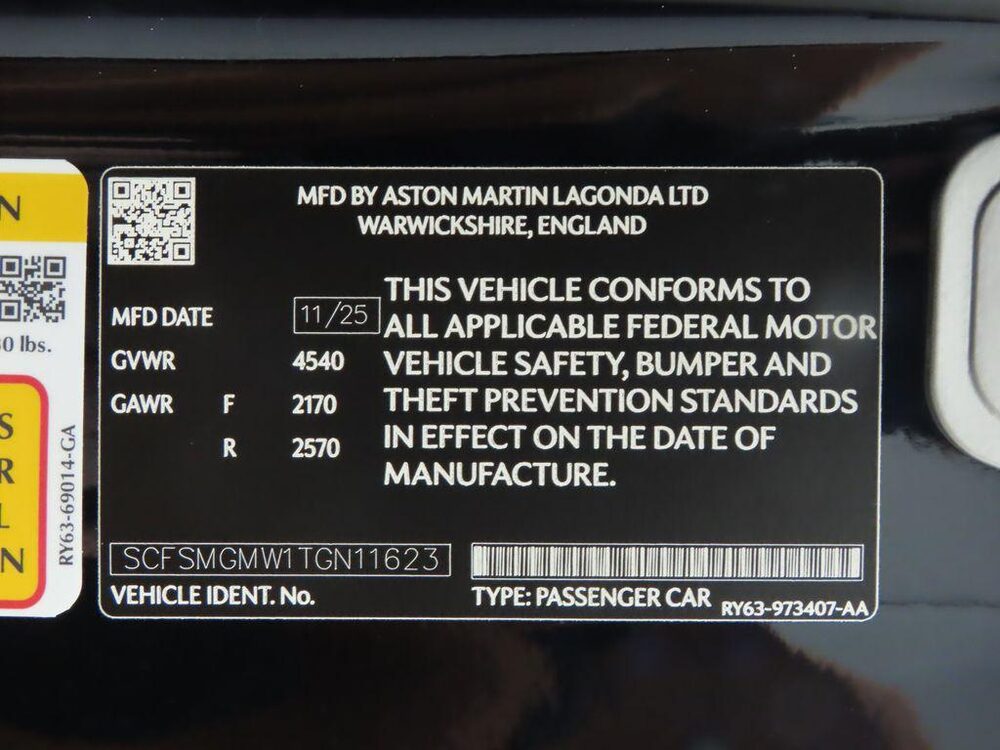 MFD BY ASTON MARTIN LAGONDA LTD
WARWICKSHIRE, ENGLAND
MFD DATE 11/25
GVWR 4540
GAWR F 2170
R 2570
THIS VEHICLE CONFORMS TO
ALL APPLICABLE FEDERAL MOTOR
VEHICLE SAFETY, BUMPER AND
THEFT PREVENTION STANDARDS
IN EFFECT ON THE DATE OF
MANUFACTURE.
SCFSMGMW1TGN11623
VEHICLE IDENT. No.
TYPE: PASSENGER CAR
RY63-973407-AA
N
0 lbs.
S
R
L
N
RY63-69014-GA